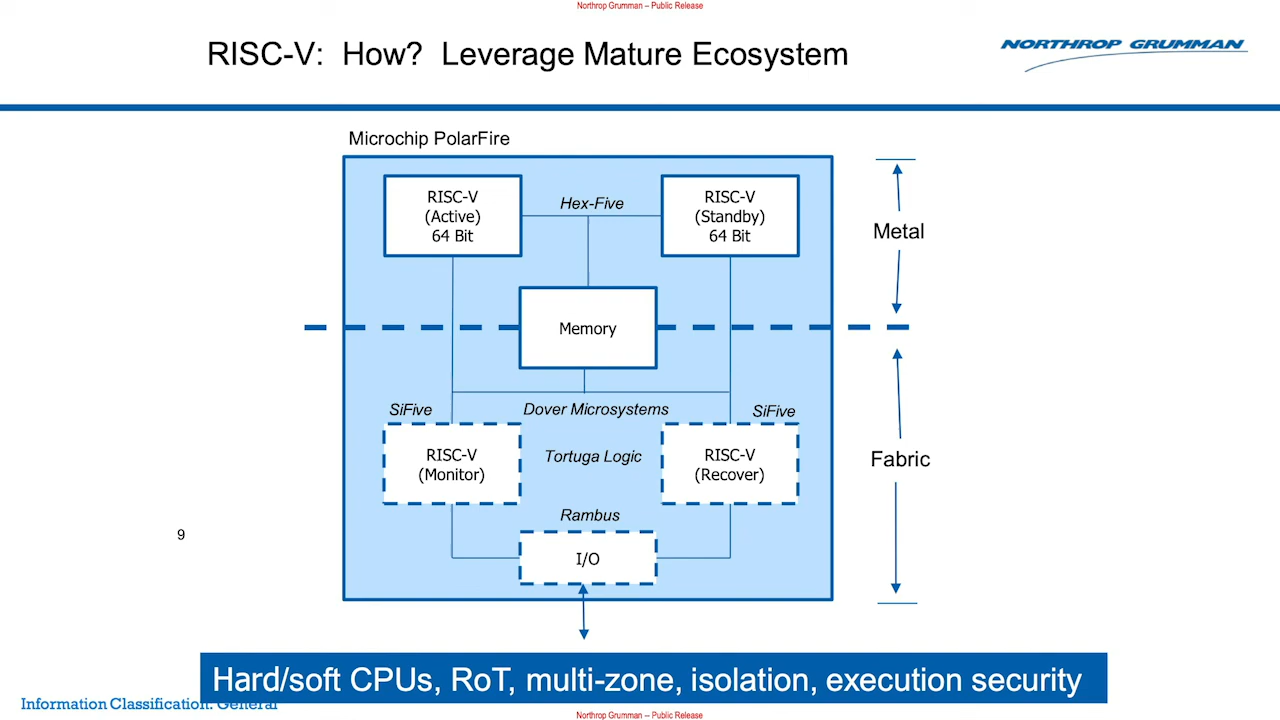 Northrop Grumman – Public Release
RISC-V: How? Leverage Mature Ecosystem
NORTHROP GRUMMAN
Microchip PolarFire
RISC-V
(Active)
64 Bit
Hex-Five
RISC-V
(Standby)
64 Bit
Metal
Memory
SiFive
Dover Microsystems
SiFive
RISC-V
(Monitor)
Tortuga Logic
RISC-V
(Recover)
Fabric
Rambus
9
I/O
Hard/soft CPUs, RoT, multi-zone, isolation, execution security
Information Classification: General
Northrop Grumman -- Public Release